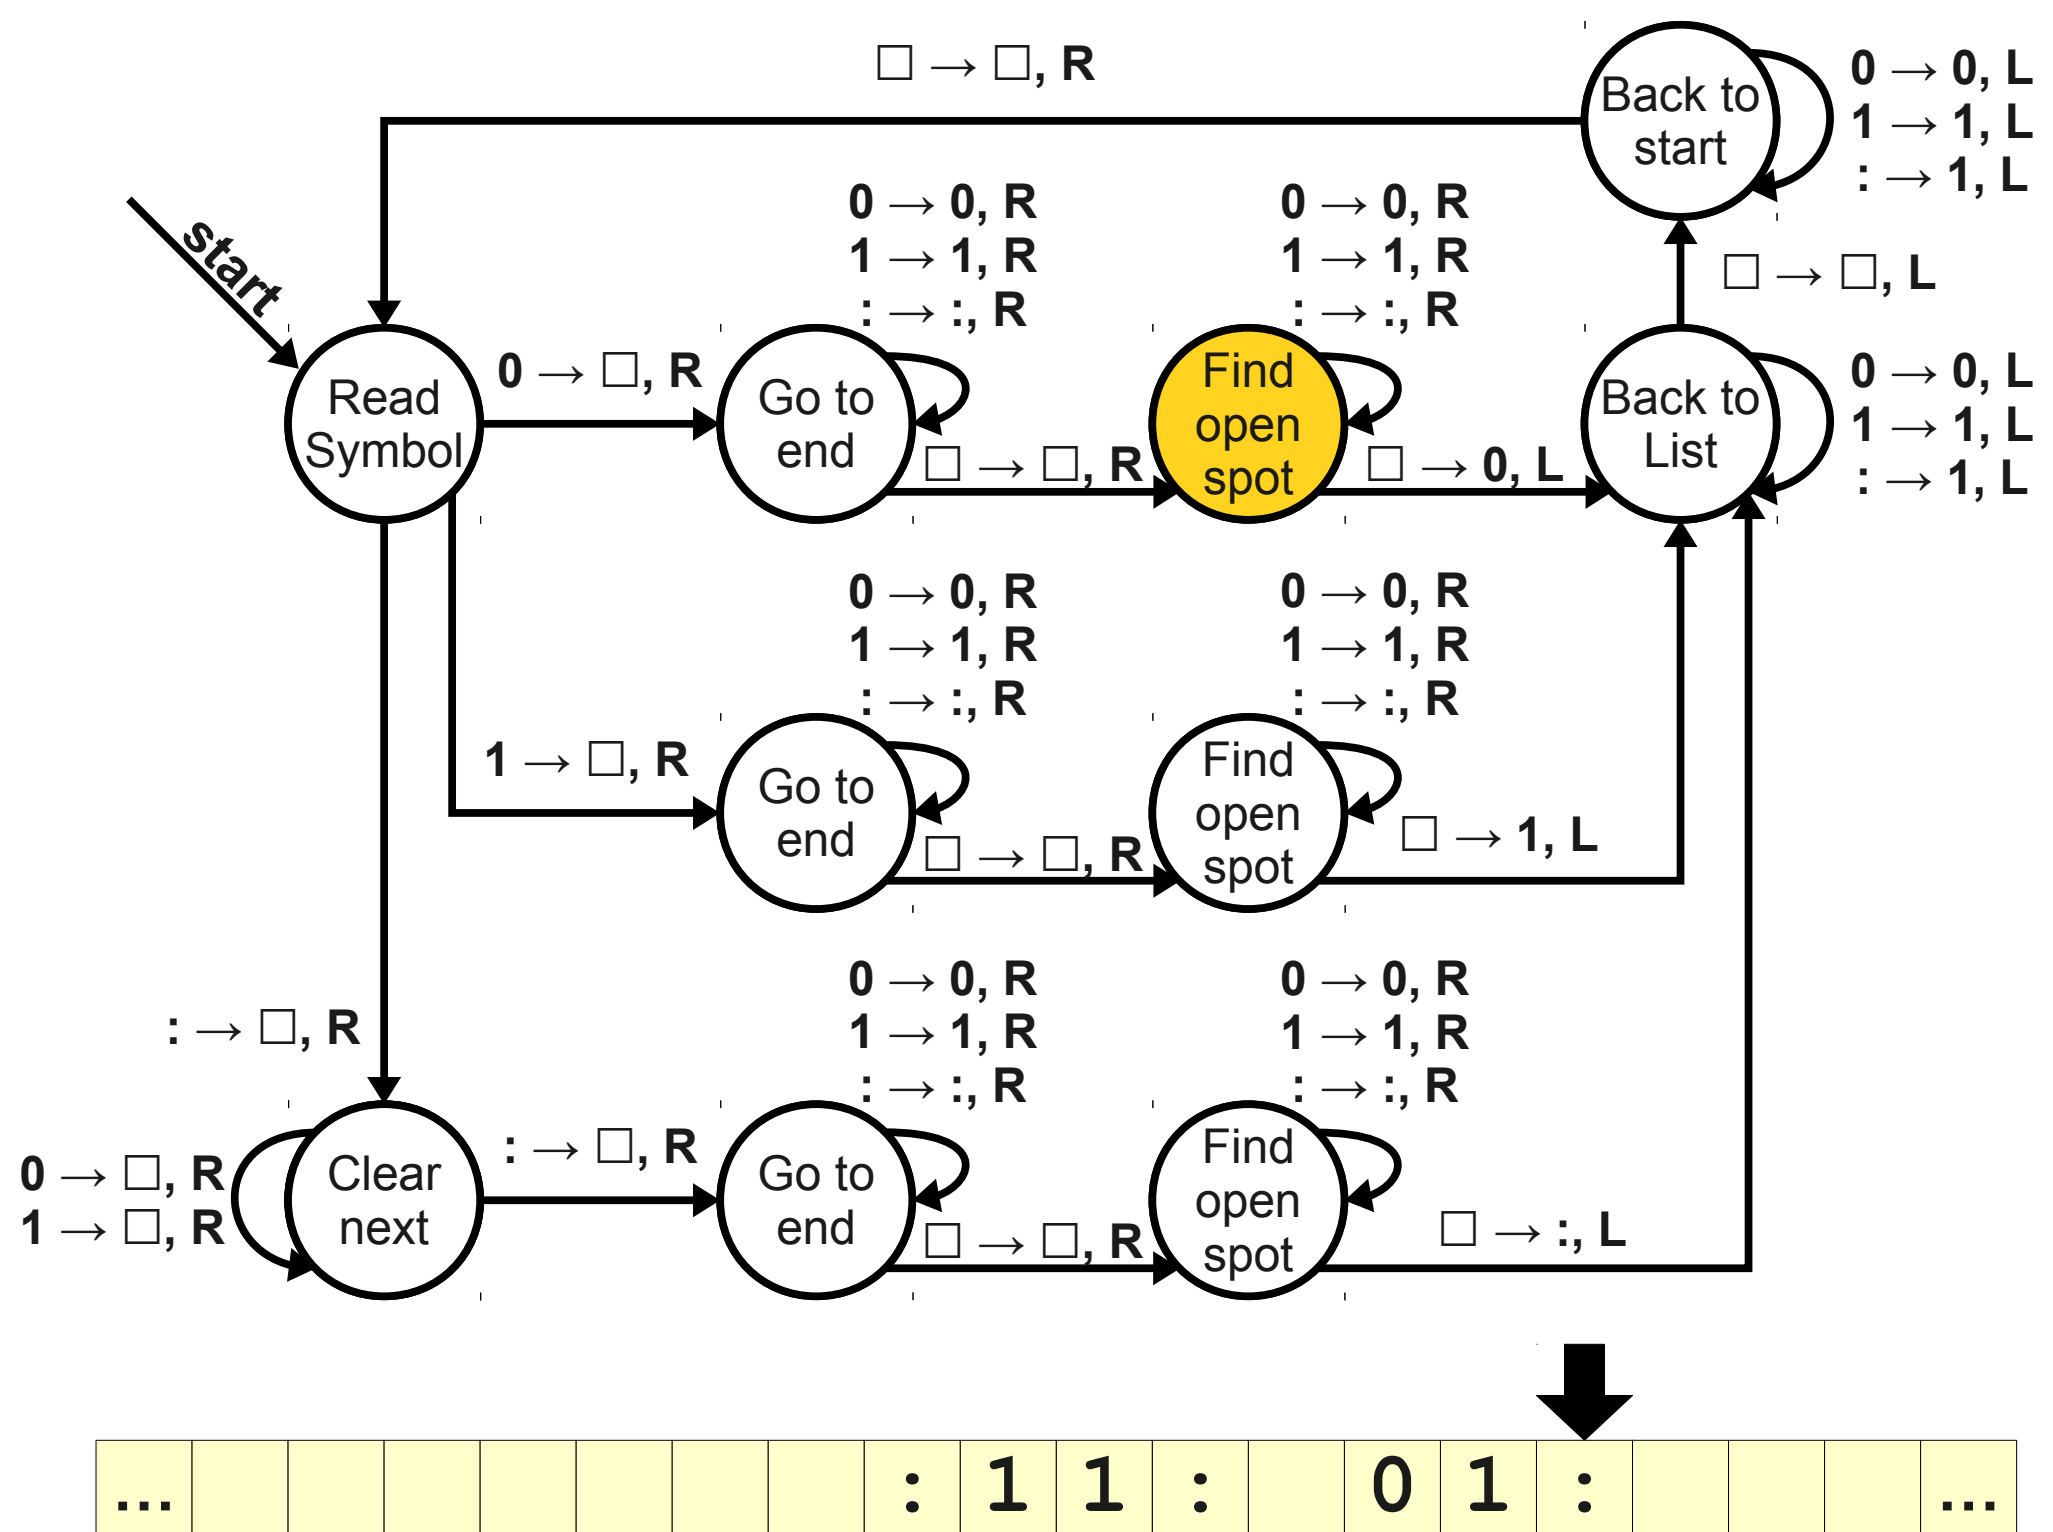 □ → □, R
Back to
start
0 → 0, L
1 → 1, L
: → 1, L
start
0 → 0, R
1 → 1, R
: → :, R
0 → 0, R
1 → 1, R
: → :, R
□ → □, L
Read
Symbol
0 → □, R
Go to
end
□ → □, R
Find
open
spot
□ → 0, L
Back to
List
0 → 0, L
1 → 1, L
: → 1, L
0 → 0, R
1 → 1, R
: → :, R
0 → 0, R
1 → 1, R
: → :, R
1 → □, R
Go to
end
□ → □, R
Find
open
spot
□ → 1, L
0 → 0, R
1 → 1, R
: → :, R
0 → 0, R
1 → 1, R
: → :, R
: → □, R
0 → □, R
1 → □, R
Clear
next
: → □, R
Go to
end
□ → □, R
Find
open
spot
□ → :, L
... : 1 1 : 0 1 : ...